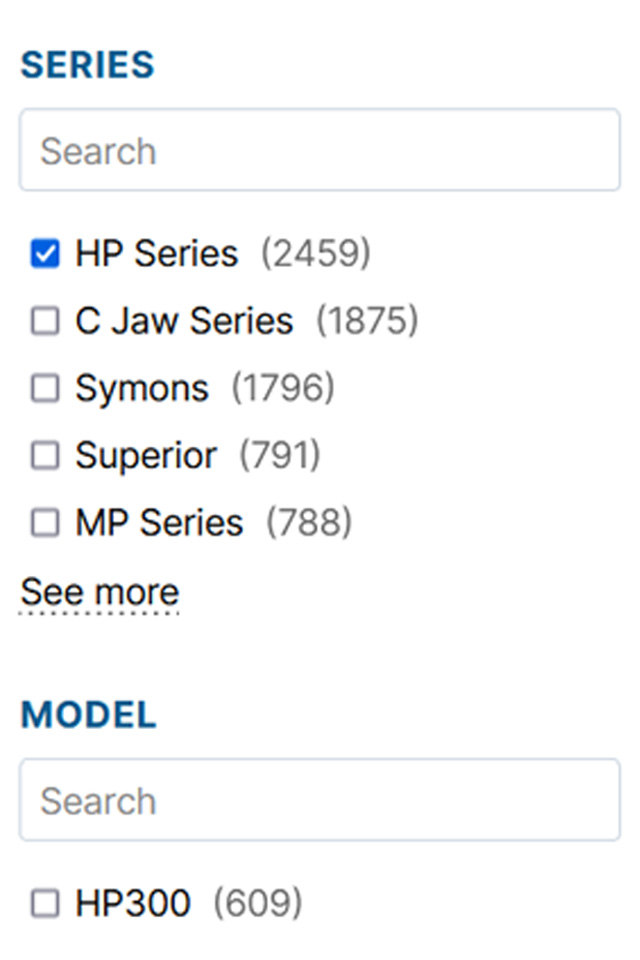 SERIES
Search
HP Series (2459)
C Jaw Series (1875)
Symons (1796)
Superior (791)
MP Series (788)
See more
MODEL
Search
HP300 (609)